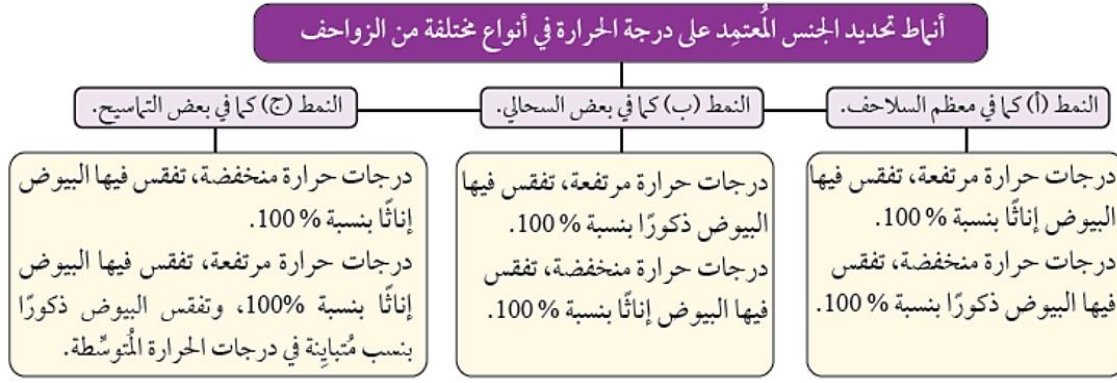 أنماط تحديد الجنس المُعتمِد على درجة الحرارة في أنواع مختلفة من الزواحف
النمط (أ) كما في معظم السلاحف.
درجات حرارة مرتفعة، تفقس فيها
البيوض إناثًا بنسبة % 100.
درجات حرارة منخفضة، تفقس
فيها البيوض ذكورًا بنسبة % 100.
النمط (ب) كما في بعض السحالي.
درجات حرارة مرتفعة، تفقس فيها
البيوض ذكورًا بنسبة % 100.
درجات حرارة منخفضة، تفقس
فيها البيوض إناثًا بنسبة % 100.
النمط (ج) كما في بعض التماسيح.
درجات حرارة منخفضة، تفقس فيها البيوض
إناثًا بنسبة % 100.
درجات حرارة مرتفعة، تفقس فيها البيوض
إناثًا بنسبة %100، وتفقس البيوض ذكورًا
بنسب مُتبايِنة في درجات الحرارة المُتوسِّطة.